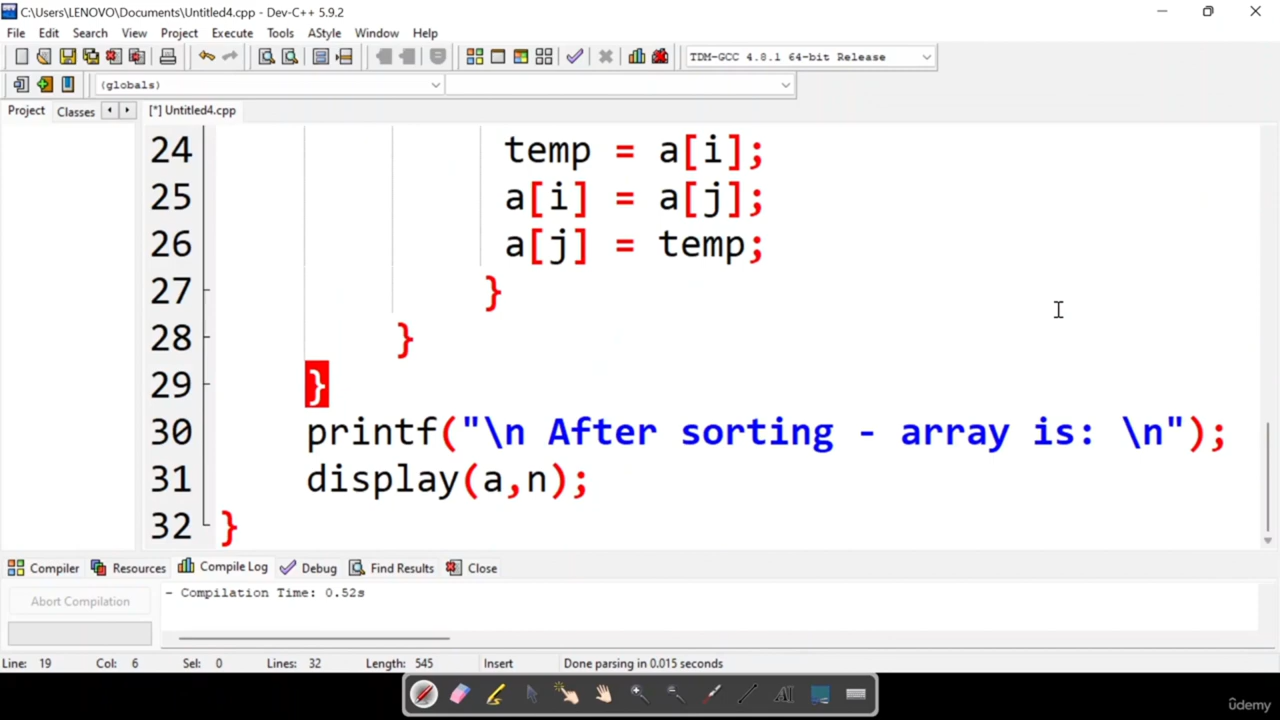 C:\Users\LENOVO\Documents\Untitled4.cpp - Dev-C++ 5.9.2
File Edit Search View Project Execute Tools AStyle Window Help
TDM-GCC 4.8.1 64-bit Release
(globals)
Project Classes [*] Untitled4.cpp
24 temp = a[i];
25 a[i] = a[j];
26 a[j] = temp;
27 }
28 }
29 }
30 printf("\n After sorting - array is: \n");
31 display(a,n);
32 }
Compiler Resources Compile Log Debug Find Results Close
Abort Compilation
- Compilation Time: 0.52s
Line: 19 Col: 6 Sel: 0 Lines: 32 Length: 545 Insert Done parsing in 0.015 seconds
AI
ûdemy